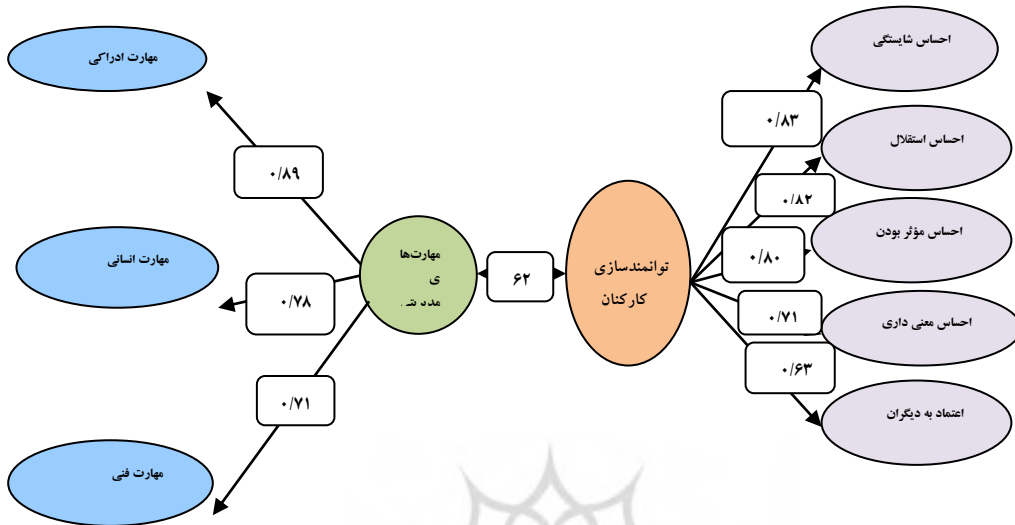 احساس شایستگی
مهارت ادراکی
۰/۸۳
احساس استقلال
۰/۸۹
۰/۸۲
احساس مؤثر بودن
مهارت انسانی
۰/۸۰
مهارت‌ها
ی
توانمندسازی
کارکنان
۶۲
۰/۷۸
۰/۷۱
احساس معنی داری
۰/۶۳
۰/۷۱
اعتماد به دیگران
مهارت فنی